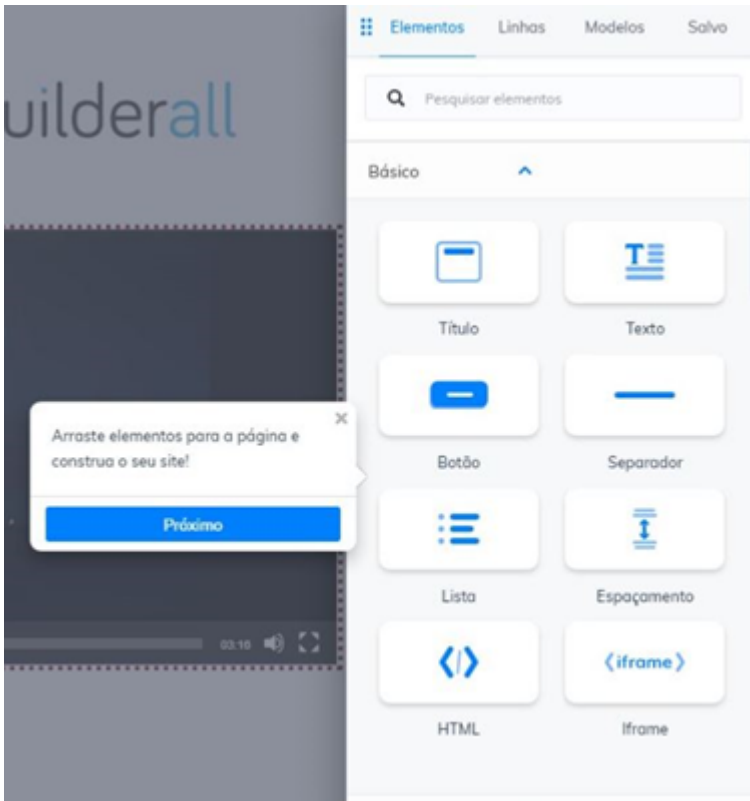 Elementos Linhas Modelos Salvo
Pesquisar elementos
uilderall
Básico
Título Texto
Arraste elementos para a página e
construa o seu site!
Próximo
Botão Separador
Lista Espaçamento
03:10
<iframe>
HTML Iframe